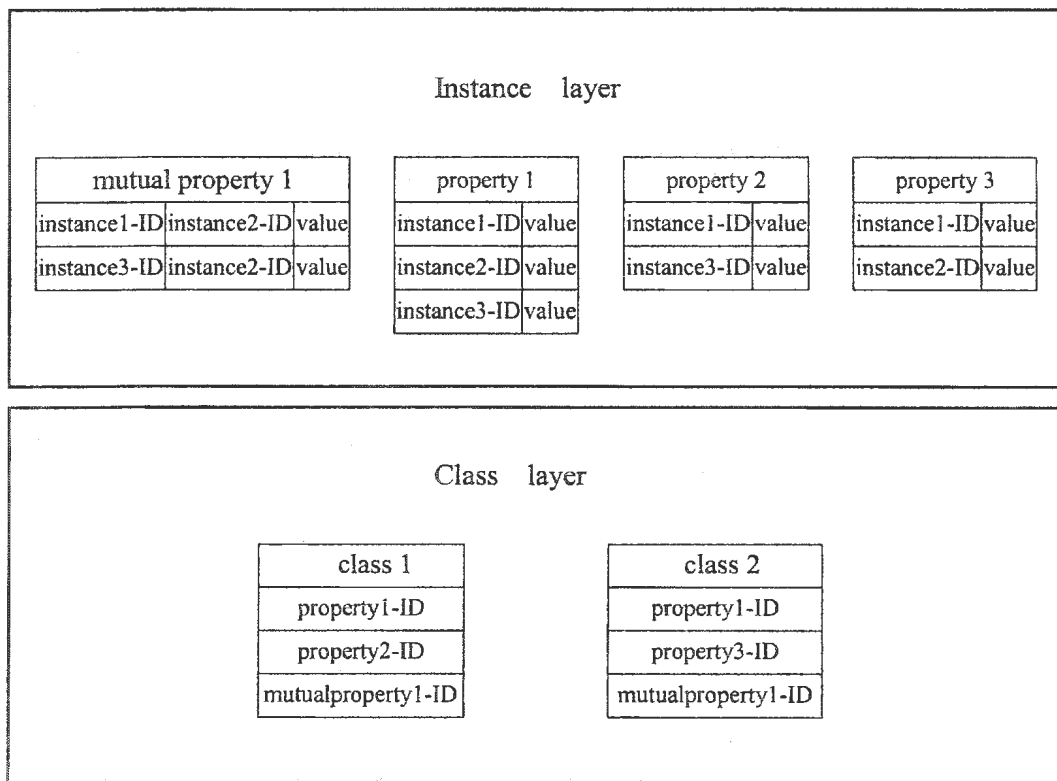 Instance layer
mutual property 1
instance1-ID instance2-ID value
instance3-ID instance2-ID value
property 1
instance1-ID value
instance2-ID value
instance3-ID value
property 2
instance1-ID value
instance3-ID value
property 3
instance1-ID value
instance2-ID value
Class layer
class 1
property1-ID
property2-ID
mutualproperty1-ID
class 2
property1-ID
property3-ID
mutualproperty1-ID